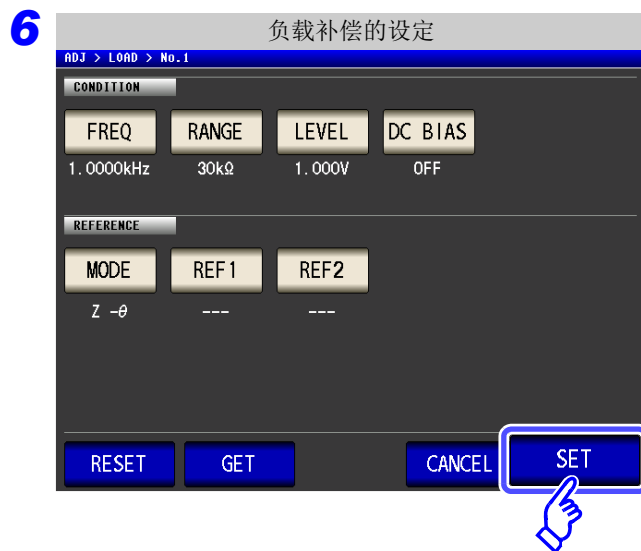 6
负载补偿的设定
ADJ > LOAD > No.1
CONDITION
FREQ RANGE LEVEL DC BIAS
1.0000kHz 30kΩ 1.000V OFF
REFERENCE
MODE REF1 REF2
Z -θ --- ---
RESET GET CANCEL SET